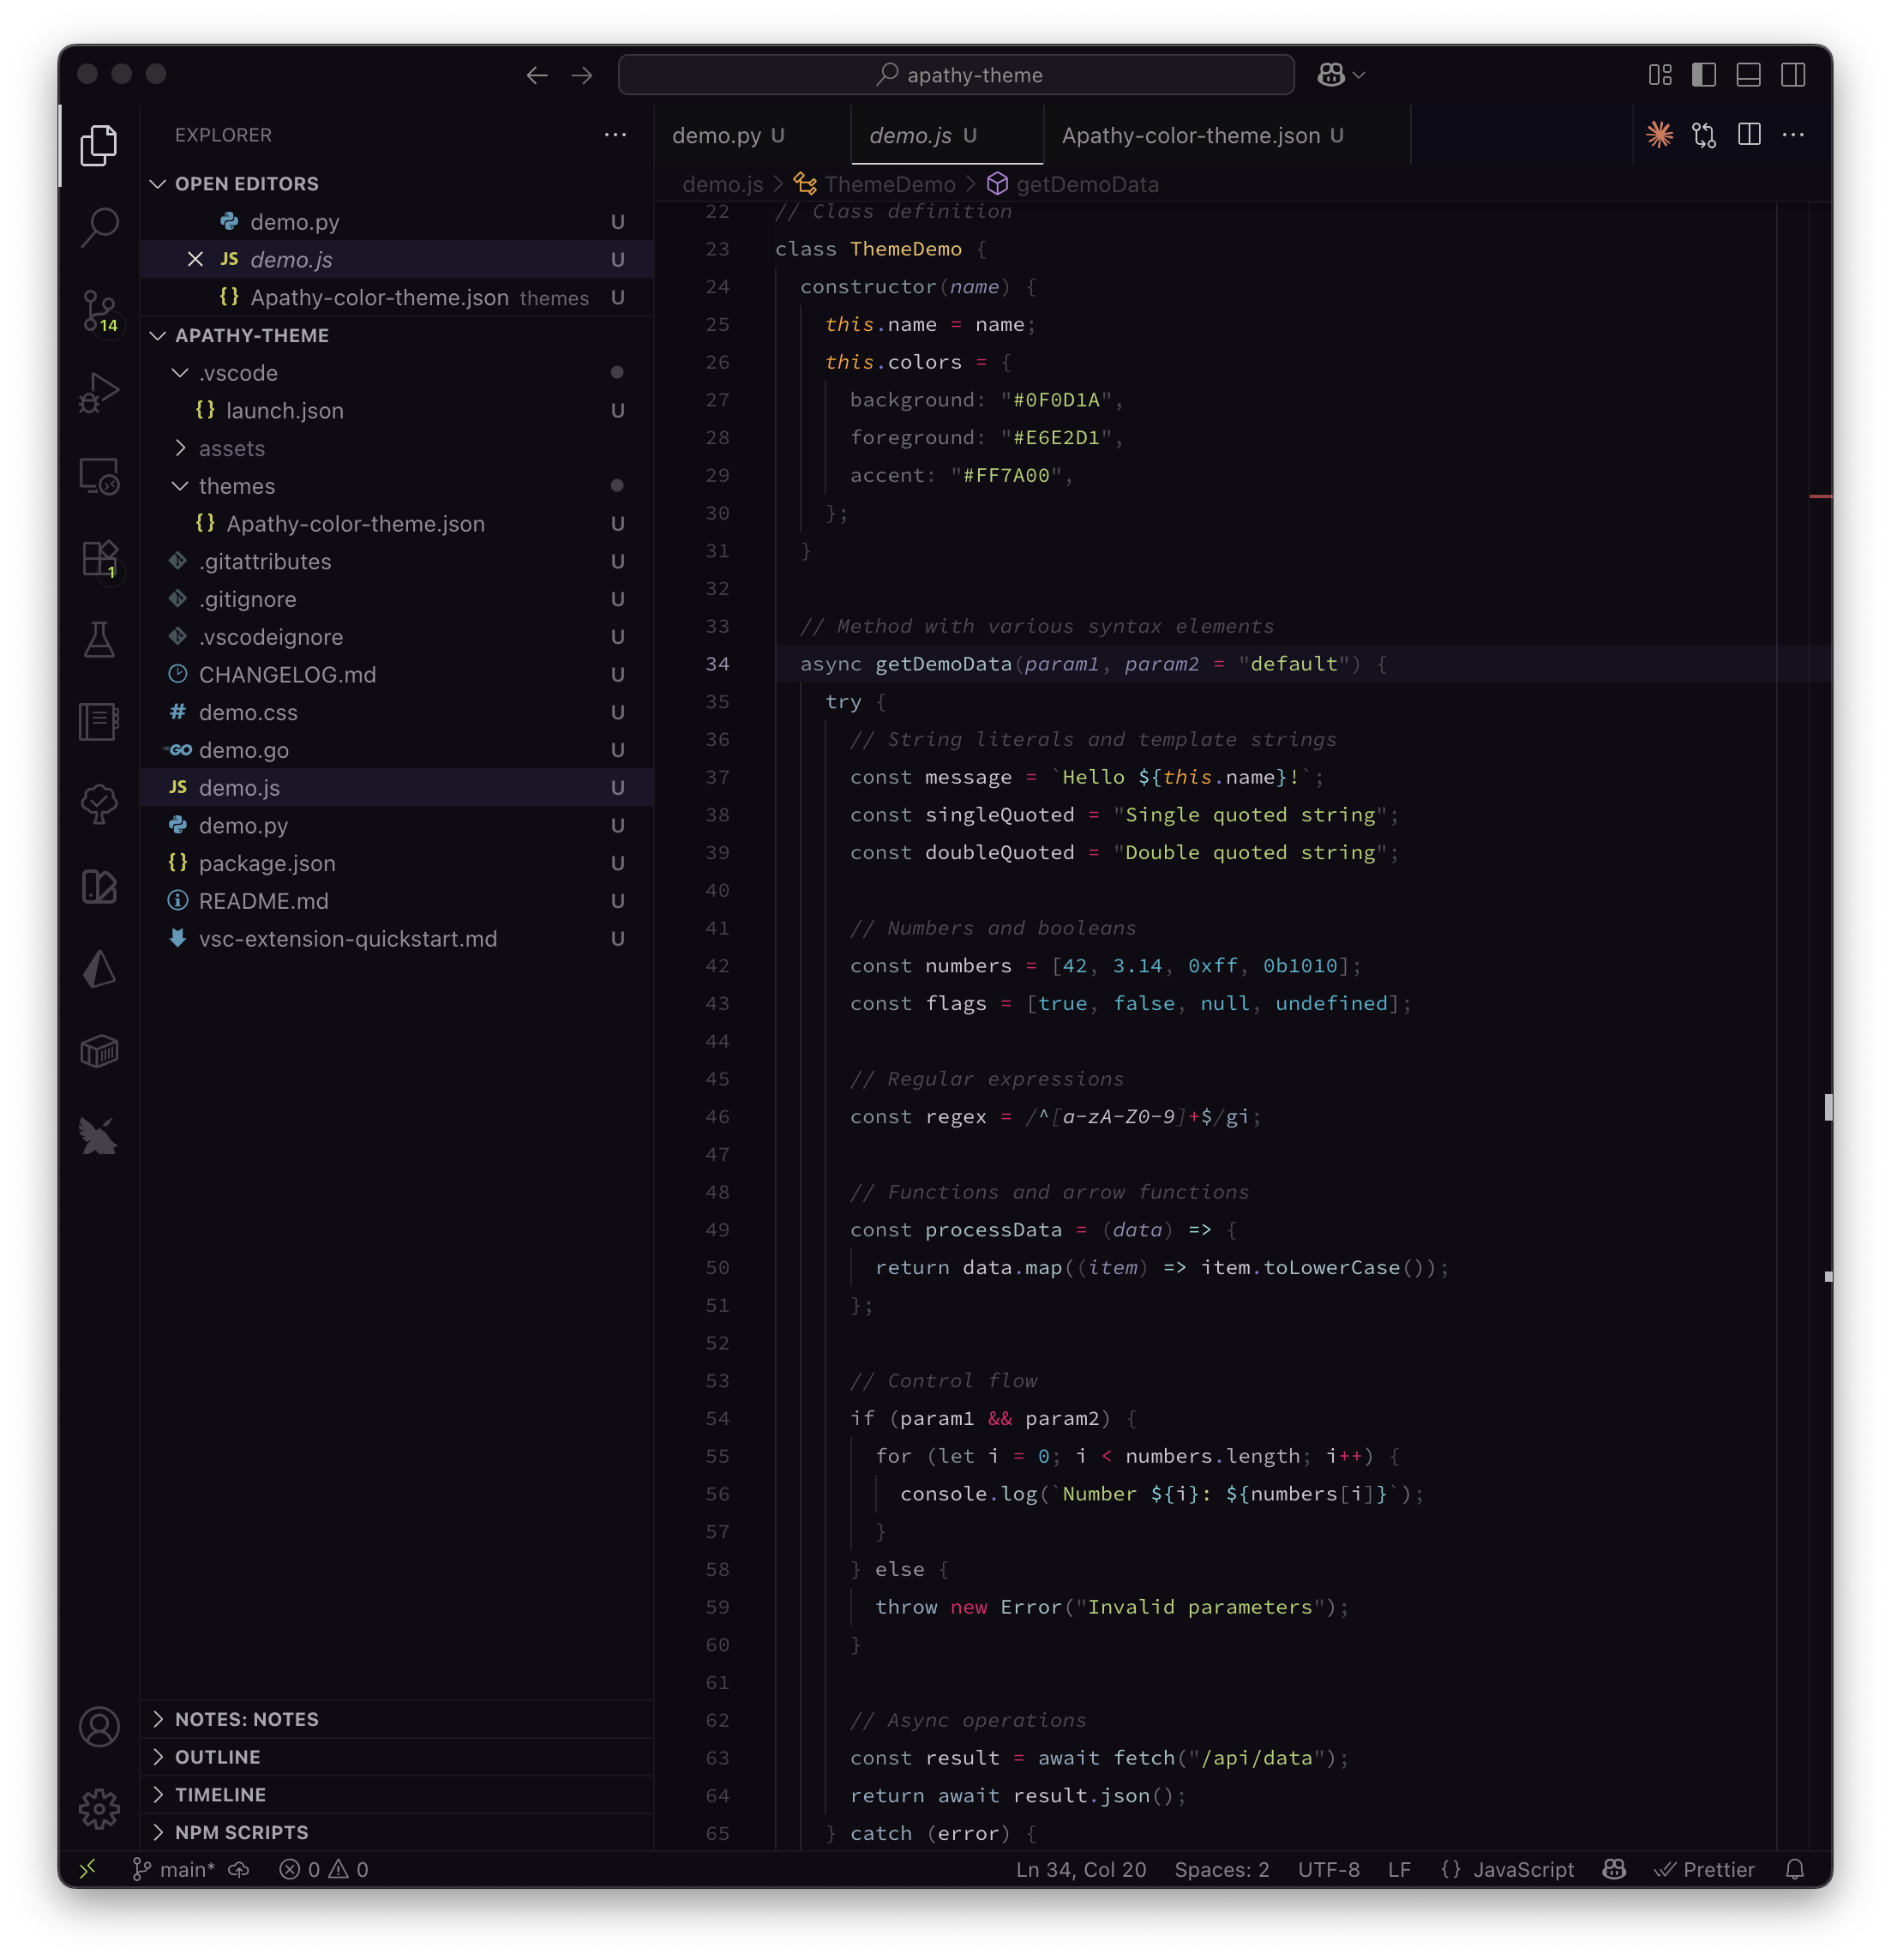 apathy-theme
EXPLORER
OPEN EDITORS
demo.py U
JS demo.js U
{} Apathy-color-theme.json themes U
APATHY-THEME
.vscode
{} launch.json U
assets
themes
{} Apathy-color-theme.json U
.gitattributes U
.gitignore U
.vscodeignore U
CHANGELOG.md U
# demo.css U
GO demo.go U
JS demo.js U
demo.py U
{} package.json U
README.md U
vsc-extension-quickstart.md U
NOTES: NOTES
OUTLINE
TIMELINE
NPM SCRIPTS
14
1
demo.py U
demo.js U
Apathy-color-theme.json U
demo.js > ThemeDemo > getDemoData
22 // Class definition
23 class ThemeDemo {
24 constructor(name) {
25 this.name = name;
26 this.colors = {
27 background: "#0F0D1A",
28 foreground: "#E6E2D1",
29 accent: "#FF7A00",
30 };
31 }
32
33 // Method with various syntax elements
34 async getDemoData(param1, param2 = "default") {
35 try {
36 // String literals and template strings
37 const message = `Hello ${this.name}!`;
38 const singleQuoted = "Single quoted string";
39 const doubleQuoted = "Double quoted string";
40
41 // Numbers and booleans
42 const numbers = [42, 3.14, 0xff, 0b1010];
43 const flags = [true, false, null, undefined];
44
45 // Regular expressions
46 const regex = /^[a-zA-Z0-9]+$/gi;
47
48 // Functions and arrow functions
49 const processData = (data) => {
50 return data.map((item) => item.toLowerCase());
51 };
52
53 // Control flow
54 if (param1 && param2) {
55 for (let i = 0; i < numbers.length; i++) {
56 console.log(`Number ${i}: ${numbers[i]}`);
57 }
58 } else {
59 throw new Error("Invalid parameters");
60 }
61
62 // Async operations
63 const result = await fetch("/api/data");
64 return await result.json();
65 } catch (error) {
main* 0 0 Ln 34, Col 20 Spaces: 2 UTF-8 LF {} JavaScript Prettier